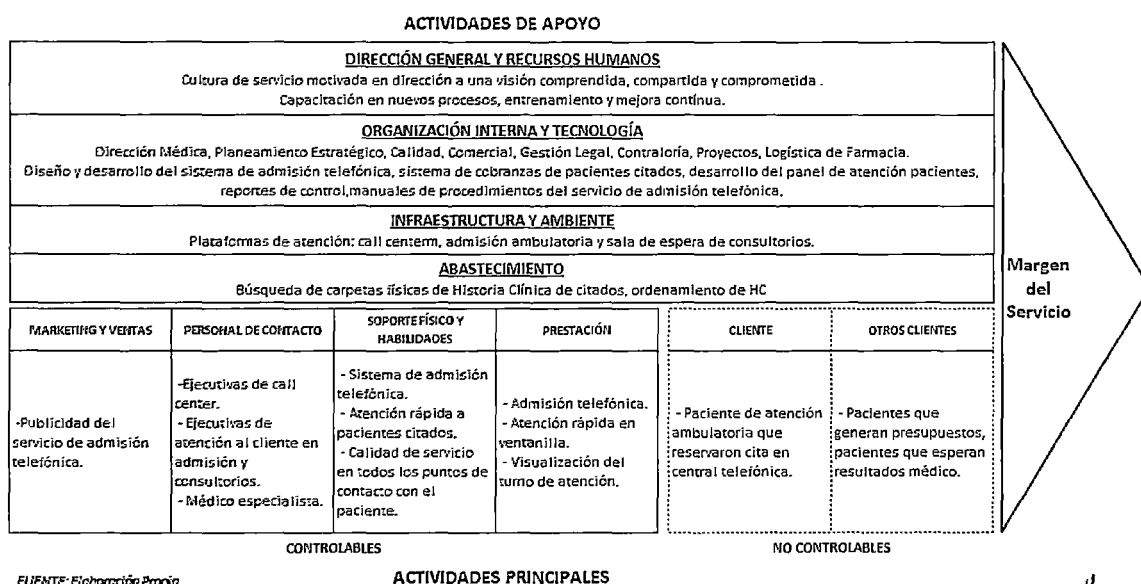 ACTIVIDADES DE APOYO
DIRECCIÓN GENERAL Y RECURSOS HUMANOS
Cultura de servicio motivada en dirección a una visión comprendida, compartida y comprometida .
Capacitación en nuevos procesos, entrenamiento y mejora contínua.
ORGANIZACIÓN INTERNA Y TECNOLOGÍA
Dirección Médica, Planeamiento Estratégico, Calidad, Comercial, Gestión Legal, Contraloría, Proyectos, Logística de Farmacia.
Diseño y desarrollo del sistema de admisión telefónica, sistema de cobranzas de pacientes citados, desarrollo del panel de atención pacientes,
reportes de control,manuales de procedimientos del servicio de admisión telefónica.
INFRAESTRUCTURA Y AMBIENTE
Plataformas de atención: call centerm, admisión ambulatoria y sala de espera de consultorios.
ABASTECIMIENTO
Búsqueda de carpetas físicas de Historia Clínica de citados, ordenamiento de HC
Margen
del
Servicio
MARKETING Y VENTAS
-Publicidad del
servicio de admisión
telefónica.
PERSONAL DE CONTACTO
-Ejecutivas de call
center.
- Ejecutivas de
atención al cliente en
admisión y
consultorios.
- Médico especialista.
SOPORTE FÍSICO Y
HABILIDADES
- Sistema de admisión
telefónica.
- Atención rápida a
pacientes citados.
- Calidad de servicio
en todos los puntos de
contacto con el
paciente.
PRESTACIÓN
- Admisión telefónica.
- Atención rápida en
ventanilla.
- Visualización del
turno de atención.
CLIENTE
- Paciente de atención
ambulatoria que
reservaron cita en
central telefónica.
OTROS CLIENTES
- Pacientes que
generan presupuestos,
pacientes que esperan
resultados médico.
CONTROLABLES
NO CONTROLABLES
FUENTE: Elaboración Propia
ACTIVIDADES PRINCIPALES